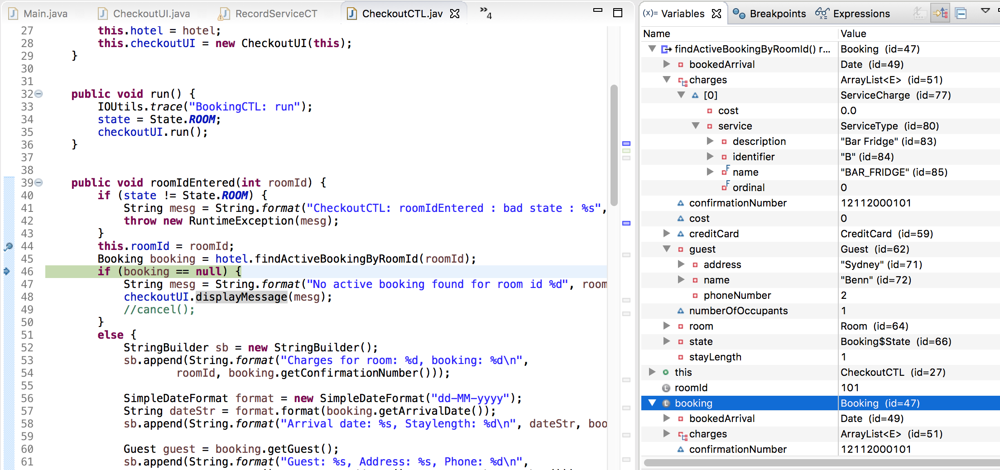 Main.java CheckoutUI.java RecordServiceCT CheckoutCTL.jav »4
27 this.hotel = hotel;
28 this.checkoutUI = new CheckoutUI(this);
29 }
30
31
32 public void run() {
33 IOUtils.trace("BookingCTL: run");
34 state = State.ROOM;
35 checkoutUI.run();
36 }
37
38
39 public void roomIdEntered(int roomId) {
40 if (state != State.ROOM) {
41 String mesg = String.format("CheckoutCTL: roomIdEntered : bad state : %s",
42 throw new RuntimeException(mesg);
43 }
44 this.roomId = roomId;
45 Booking booking = hotel.findActiveBookingByRoomId(roomId);
46 if (booking == null) {
47 String mesg = String.format("No active booking found for room id %d", room
48 checkoutUI.displayMessage(mesg);
49 //cancel();
50 }
51 else {
52 StringBuilder sb = new StringBuilder();
53 sb.append(String.format("Charges for room: %d, booking: %d\n",
54 roomId, booking.getConfirmationNumber()));
55
56 SimpleDateFormat format = new SimpleDateFormat("dd-MM-yyyy");
57 String dateStr = format.format(booking.getArrivalDate());
58 sb.append(String.format("Arrival date: %s, Staylength: %d\n", dateStr, boo
59
60 Guest guest = booking.getGuest();
61 sb.append(String.format("Guest: %s, Address: %s, Phone: %d\n",
(x)= Variables Breakpoints Expressions
Name Value
findActiveBookingByRoomId() r... Booking (id=47)
bookedArrival Date (id=49)
charges ArrayList<E> (id=51)
[0] ServiceCharge (id=77)
cost 0.0
service ServiceType (id=80)
description "Bar Fridge" (id=83)
identifier "B" (id=84)
name "BAR_FRIDGE" (id=85)
ordinal 0
confirmationNumber 12112000101
cost 0
creditCard CreditCard (id=59)
guest Guest (id=62)
address "Sydney" (id=71)
name "Benn" (id=72)
phoneNumber 2
numberOfOccupants 1
room Room (id=64)
state Booking$State (id=66)
stayLength 1
this CheckoutCTL (id=27)
roomId 101
booking Booking (id=47)
bookedArrival Date (id=49)
charges ArrayList<E> (id=51)
confirmationNumber 12112000101